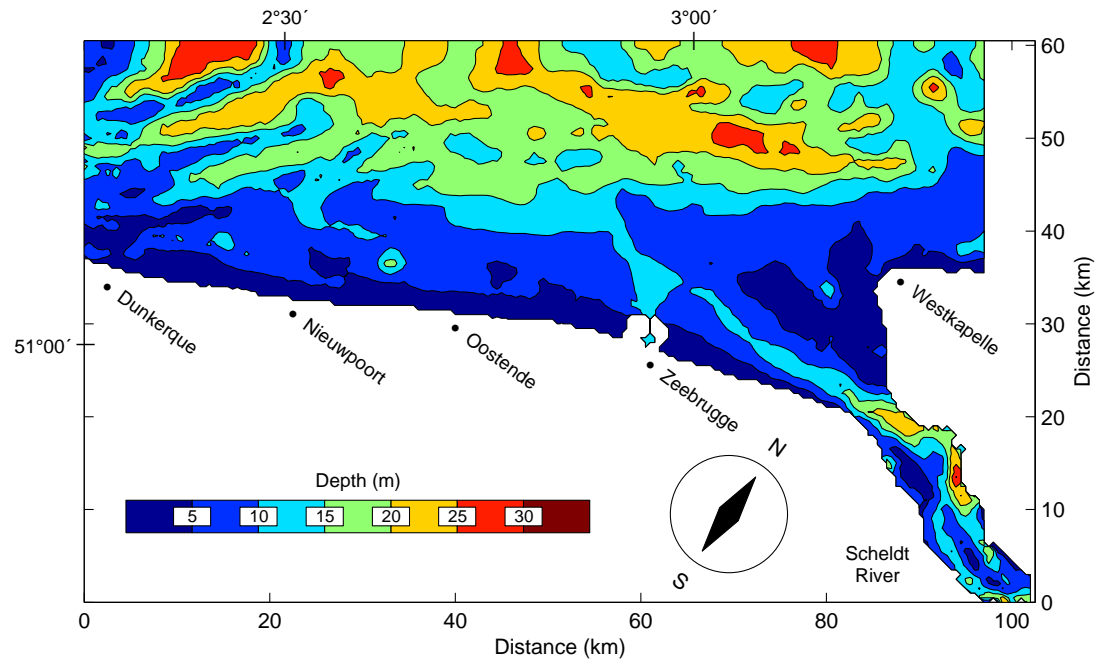 2°30´ 3°00´
60
50
40
30
20
10
0
Distance (km)
51°00´
Dunkerque
Nieuwpoort
Oostende
Zeebrugge
Westkapelle
N
S
Depth (m)
5 10 15 20 25 30
Scheldt
River
0 20 40 60 80 100
Distance (km)